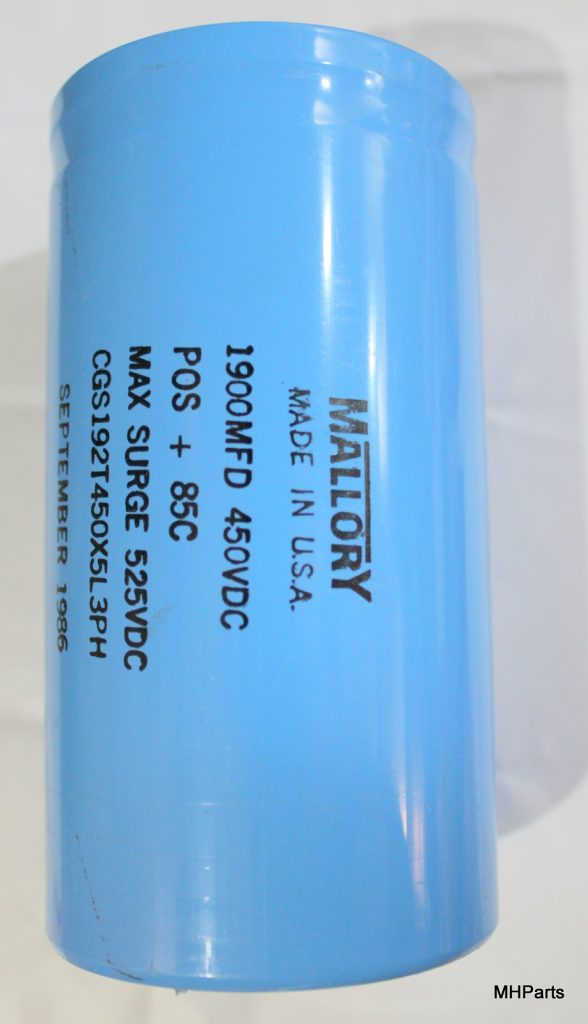 MALLORY
MADE IN U.S.A.
1900MFD 450VDC
POS + 85C
MAX SURGE 525VDC
CGS192T450X5L3PH
SEPTEMBER 1986
MHParts